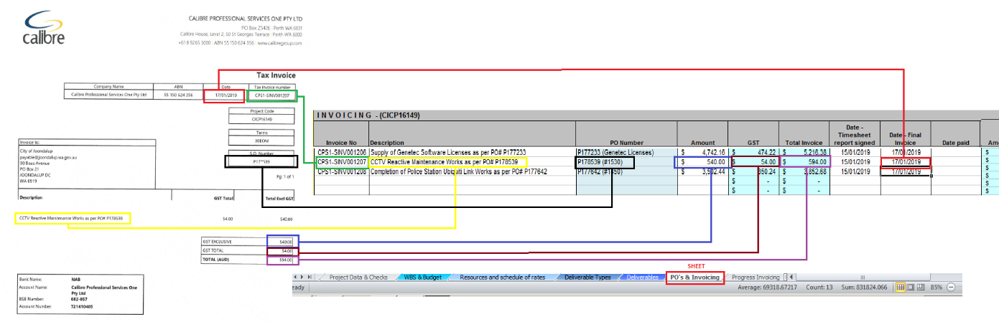 calibre
CALIBRE PROFESSIONAL SERVICES ONE PTY LTD
PO Box Z5426 Perth WA 6831
Calibre House, Level 2, 50 St Georges Terrace Perth WA 6000
+61 8 9265 3000 ABN 55 150 624 356 www.calibregroup.com
Tax Invoice
Company Name ABN Date Tax invoice number
Calibre Professional Services One Pty Ltd 55 150 624 356 17/01/2019 CPS1-SINV001207
Project Code
CICP16149
Terms
30EOM
S.O. Number
Pg: 1 of 1
Invoice to:
City of Joondalup
payable@joondalup.wa.gov.au
90 Boas Avenue
PO Box 21
JOONDALUP DC
WA 6919
Description GST Total Total Excl GST
CCTV Reactive Maintenance Works as per PO# P178539 54.00 540.00
GST EXCLUSIVE 540.00
GST TOTAL 54.00
TOTAL (AUD) 594.00
Bank Name: NAB
Account Name: Calibre Professional Services One Pty Ltd
BSB Number: 082-057
Account Number: 721410405
INVOICING - (CICP16149)
Invoice No Description PO Number Amount GST Total Invoice Date - Timesheet report signed Date - Final Invoice Date paid
CPS1-SINV001206 Supply of Genetec Software Licenses as per PO# P177233 P177233 (Genetec Licenses) $ 4,742.16 $ 474.22 $ 5,216.38 15/01/2019 17/01/2019 $
CPS1-SINV001207 CCTV Reactive Maintenance Works as per PO# P178539 P178539 (#1530) $ 540.00 $ 54.00 $ 594.00 15/01/2019 17/01/2019 $
CPS1-SINV001208 Completion of Police Station Ubiquiti Link Works as per PO# P177642 P177642 (#1450) $ 3,502.44 $ 350.24 $ 3,852.68 15/01/2019 17/01/2019 $
$ - $ - $
$ - $ - $
SHEET
Project Data & Checks WBS & Budget Resources and schedule of rates Deliverable Types Deliverables PO's & Invoicing Progress Invoicing
eady Average: 69318.67217 Count: 13 Sum: 831824.066 85%